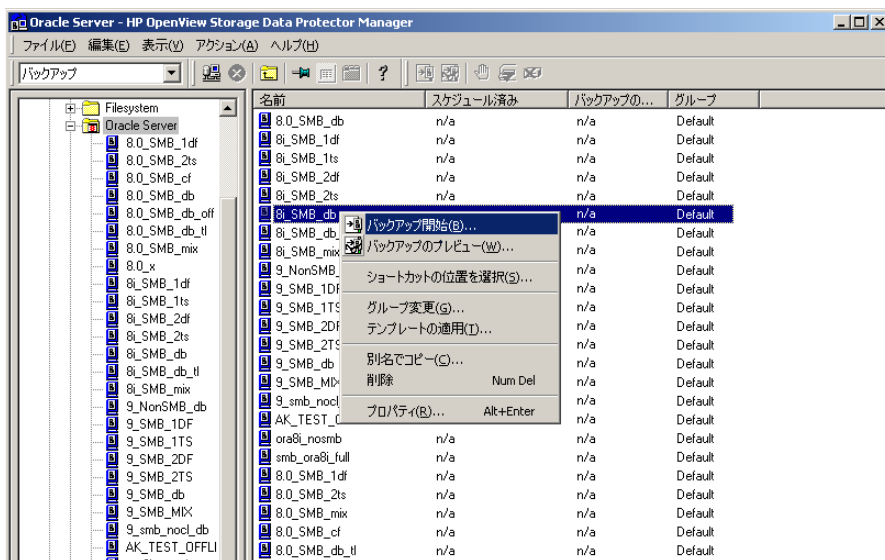 Oracle Server - HP OpenView Storage Data Protector Manager
ファイル(F) 編集(E) 表示(V) アクション(A) ヘルプ(H)
バックアップ
Filesystem
Oracle Server
8.0_SMB_1df
8.0_SMB_2ts
8.0_SMB_cf
8.0_SMB_db
8.0_SMB_db_off
8.0_SMB_db_tl
8.0_SMB_mix
8.0_x
8i_SMB_1df
8i_SMB_1ts
8i_SMB_2df
8i_SMB_2ts
8i_SMB_db
8i_SMB_db_tl
8i_SMB_mix
9_NonSMB_db
9_SMB_1DF
9_SMB_1TS
9_SMB_2DF
9_SMB_2TS
9_SMB_db
9_SMB_MIX
9_smb_nocl_db
AK_TEST_OFFLI
名前 スケジュール済み バックアップの... グループ
8.0_SMB_db n/a n/a Default
8i_SMB_1df n/a n/a Default
8i_SMB_1ts n/a n/a Default
8i_SMB_2df n/a n/a Default
8i_SMB_2ts n/a n/a Default
8i_SMB_db n/a Default
8i_SMB_db_ n/a Default
8i_SMB_mix n/a Default
9_NonSMB_ n/a Default
9_SMB_1DF n/a Default
9_SMB_1TS n/a Default
9_SMB_2DF n/a Default
9_SMB_2TS n/a Default
9_SMB_db n/a Default
9_SMB_MIX n/a Default
9_smb_nocl_ n/a Default
AK_TEST_ n/a Default
ora8i_nosmb n/a n/a Default
smb_ora8i_full n/a n/a Default
8.0_SMB_1df n/a n/a Default
8.0_SMB_2ts n/a n/a Default
8.0_SMB_mix n/a n/a Default
8.0_SMB_cf n/a n/a Default
8.0_SMB_db_tl n/a n/a Default
バックアップ開始(B)...
バックアップのプレビュー(W)...
ショートカットの位置を選択(S)...
グループ変更(G)...
テンプレートの適用(T)...
別名でコピー(C)...
削除 Num Del
プロパティ(R)... Alt+Enter